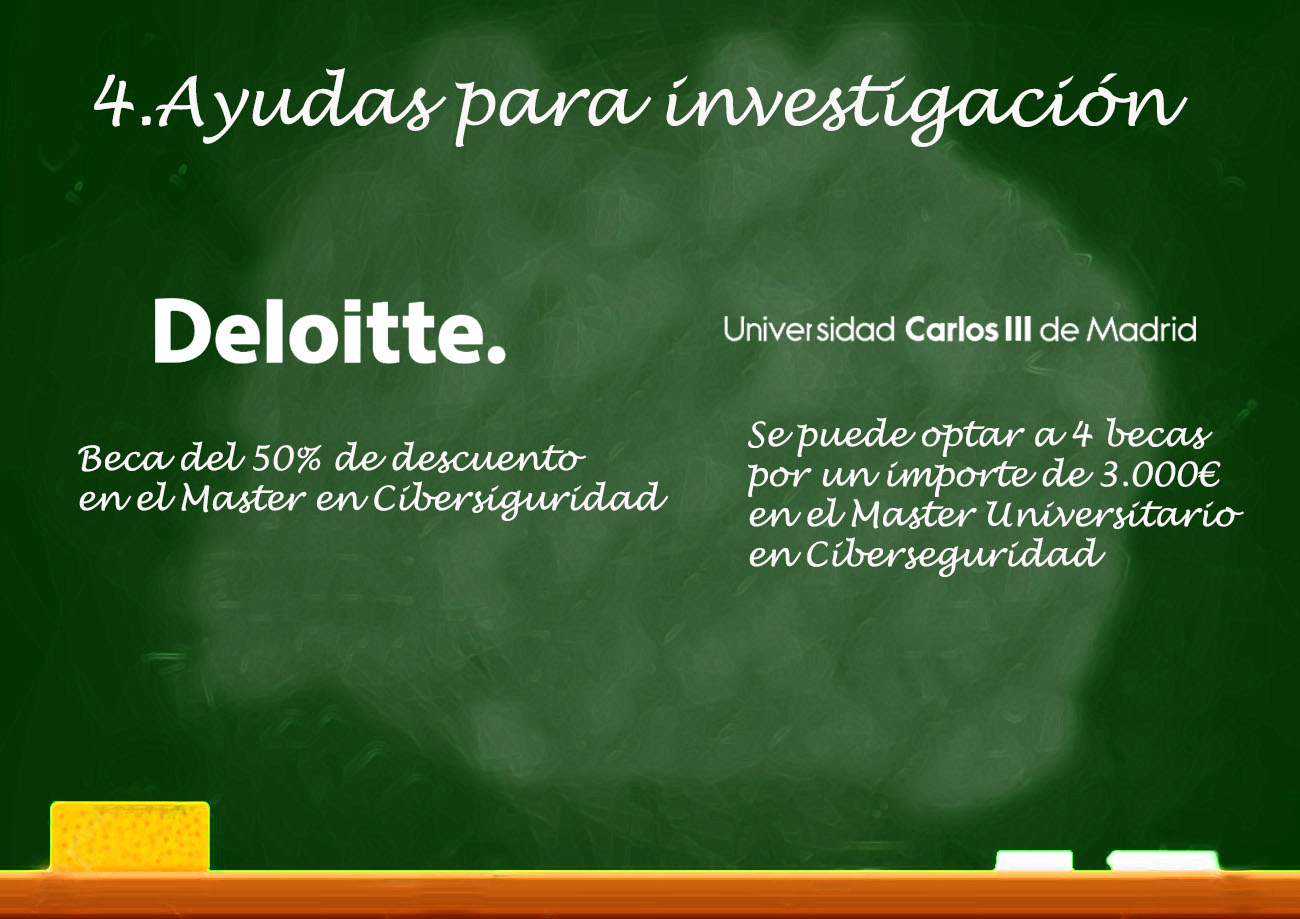 4.Ayudas para investigación
Deloitte.
Beca del 50% de descuento
en el Master en Cibersiguridad
Universidad Carlos III de Madrid
Se puede optar a 4 becas
por un importe de 3.000€
en el Master Universitario
en Ciberseguridad